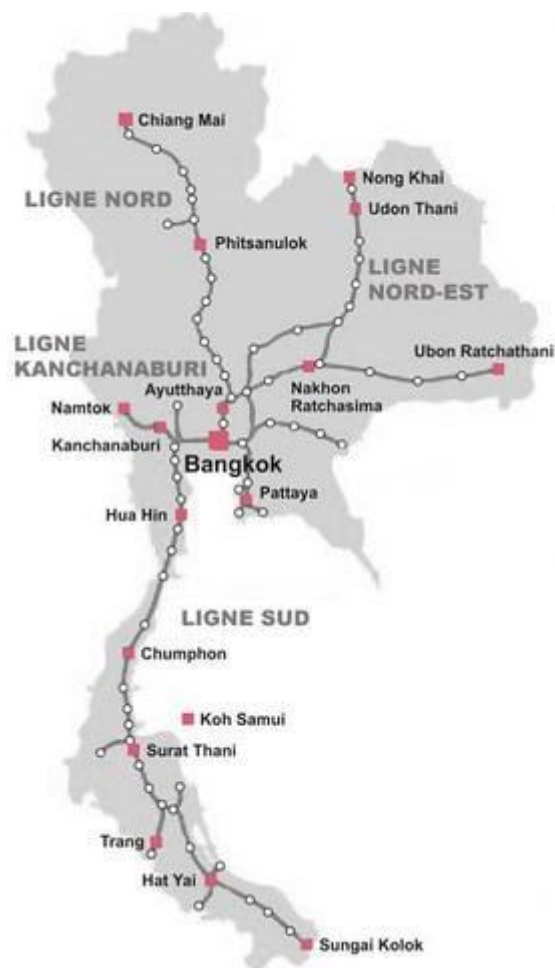 Chiang Mai
Nong Khai
LIGNE NORD
Udon Thani
Phitsanulok
LIGNE
NORD-EST
LIGNE
KANCHANABURI
Ubon Ratchathani
Ayutthaya
Nakhon
Ratchasima
Namtok
Kanchanaburi
Bangkok
Pattaya
Hua Hin
LIGNE SUD
Chumphon
Koh Samui
Surat Thani
Trang
Hat Yai
Sungai Kolok